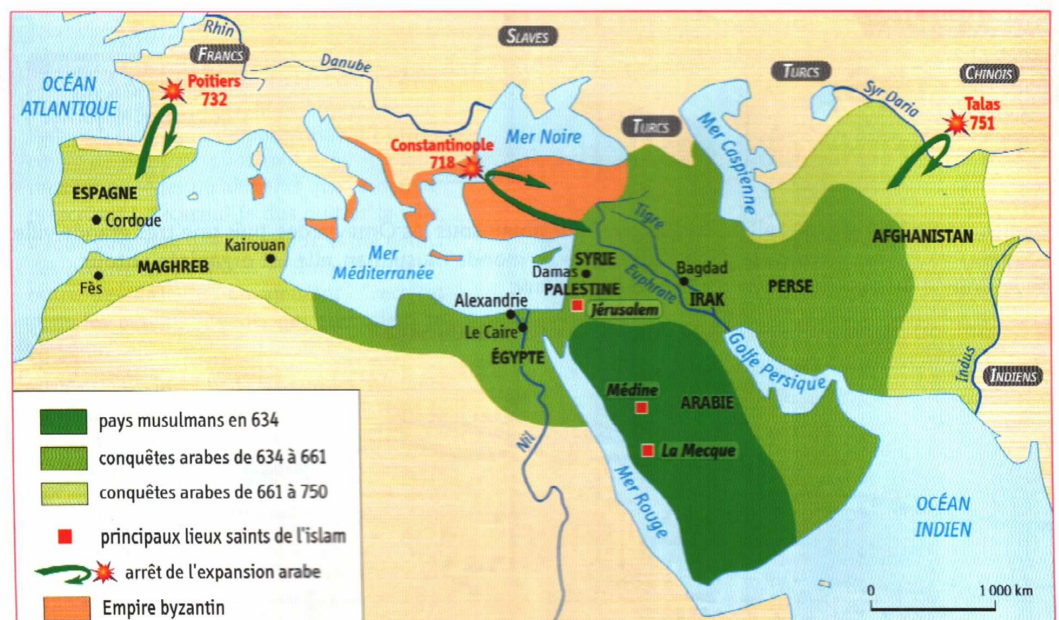 Rhin
SLAVES
FRANCS
Danube
OCÉAN
ATLANTIQUE
Poitiers
732
TURCS
CHINOIS
Syr Daria
Talas
751
Constantinople
718
Mer Noire
TURCS
Mer Caspienne
ESPAGNE
Cordoue
Kairouan
MAGHREB
Fès
Mer
Méditerranée
Tigre
AFGHANISTAN
SYRIE
Damas
Bagdad
Euphrate
PALESTINE
IRAK
PERSE
Jérusalem
Alexandrie
Le Caire
ÉGYPTE
Golfe Persique
Indus
INDIENS
Médine
ARABIE
La Mecque
Nil
Mer Rouge
OCÉAN
INDIEN
pays musulmans en 634
conquêtes arabes de 634 à 661
conquêtes arabes de 661 à 750
principaux lieux saints de l'islam
arrêt de l'expansion arabe
Empire byzantin
0 1 000 km